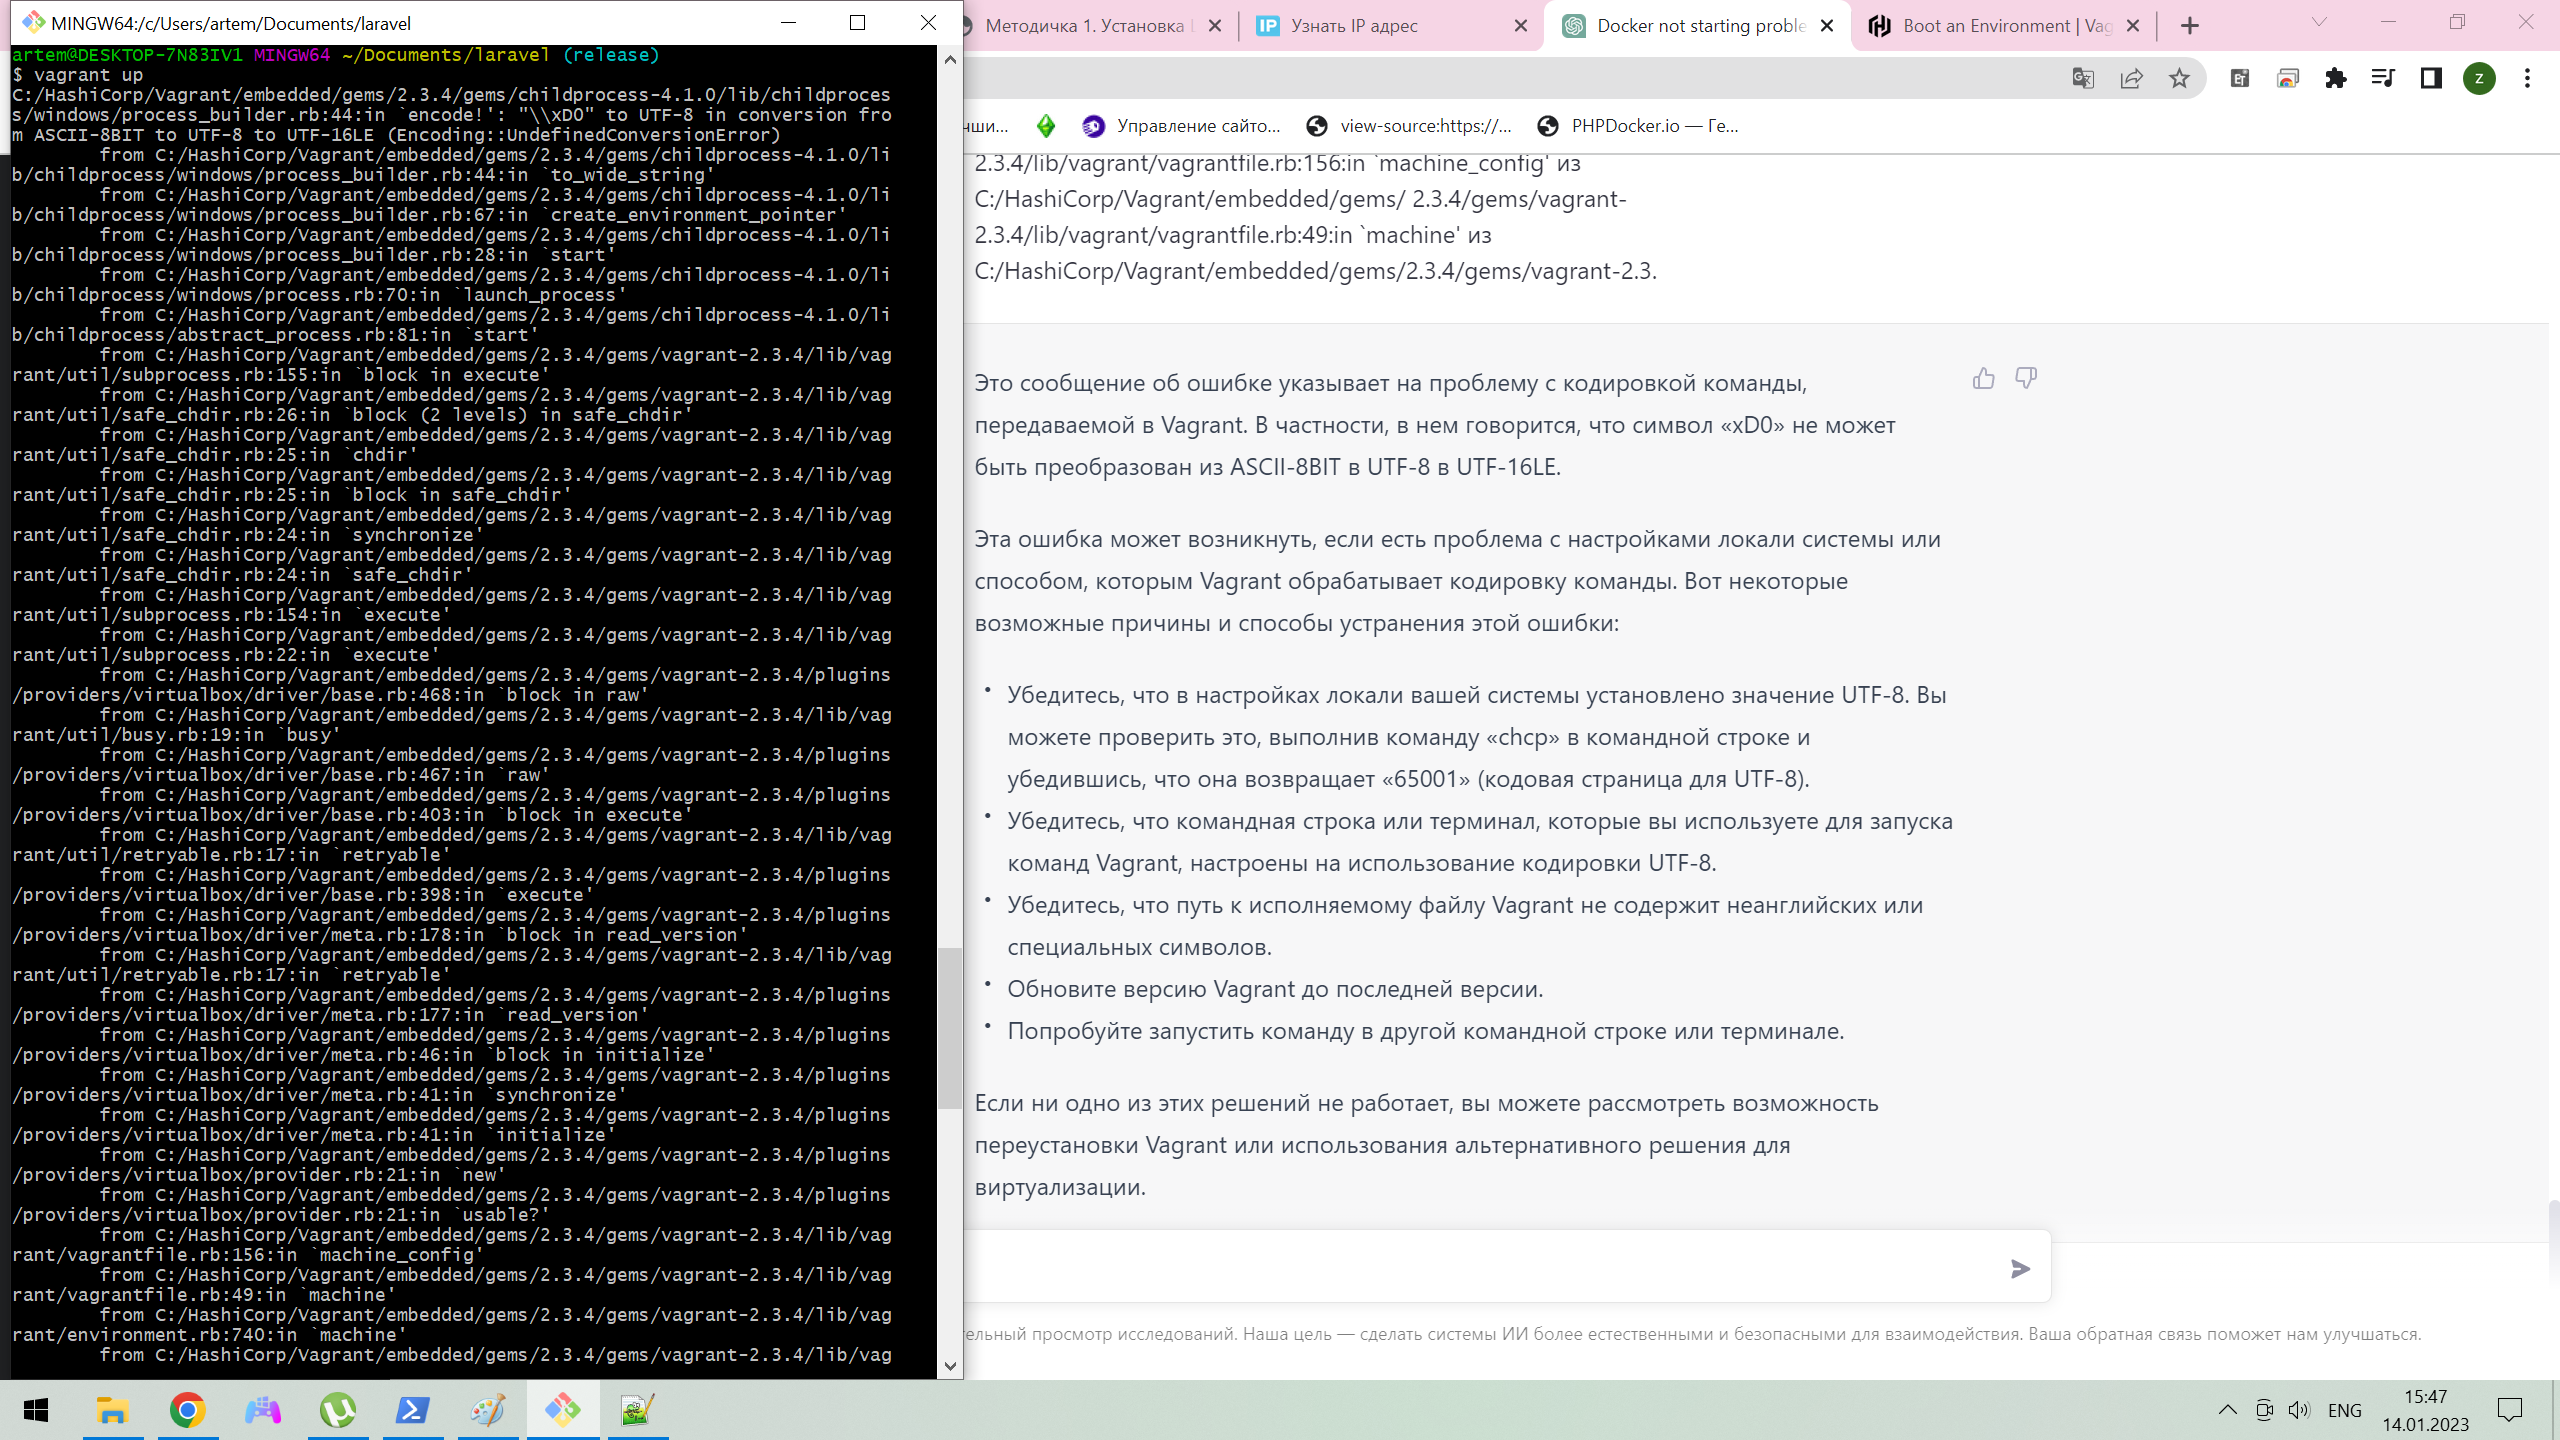 MINGW64:/c/Users/artem/Documents/laravel
artem@DESKTOP-7N83IV1 MINGW64 ~/Documents/laravel (release)
$ vagrant up
C:/HashiCorp/Vagrant/embedded/gems/2.3.4/gems/childprocess-4.1.0/lib/childproces
s/windows/process_builder.rb:44:in `encode!': "\\xD0" to UTF-8 in conversion fro
m ASCII-8BIT to UTF-8 to UTF-16LE (Encoding::UndefinedConversionError)
from C:/HashiCorp/Vagrant/embedded/gems/2.3.4/gems/childprocess-4.1.0/li
b/childprocess/windows/process_builder.rb:44:in `to_wide_string'
from C:/HashiCorp/Vagrant/embedded/gems/2.3.4/gems/childprocess-4.1.0/li
b/childprocess/windows/process_builder.rb:67:in `create_environment_pointer'
from C:/HashiCorp/Vagrant/embedded/gems/2.3.4/gems/childprocess-4.1.0/li
b/childprocess/windows/process_builder.rb:28:in `start'
from C:/HashiCorp/Vagrant/embedded/gems/2.3.4/gems/childprocess-4.1.0/li
b/childprocess/windows/process.rb:70:in `launch_process'
from C:/HashiCorp/Vagrant/embedded/gems/2.3.4/gems/childprocess-4.1.0/li
b/childprocess/abstract_process.rb:81:in `start'
from C:/HashiCorp/Vagrant/embedded/gems/2.3.4/gems/vagrant-2.3.4/lib/vag
rant/util/subprocess.rb:155:in `block in execute'
from C:/HashiCorp/Vagrant/embedded/gems/2.3.4/gems/vagrant-2.3.4/lib/vag
rant/util/safe_chdir.rb:26:in `block (2 levels) in safe_chdir'
from C:/HashiCorp/Vagrant/embedded/gems/2.3.4/gems/vagrant-2.3.4/lib/vag
rant/util/safe_chdir.rb:25:in `chdir'
from C:/HashiCorp/Vagrant/embedded/gems/2.3.4/gems/vagrant-2.3.4/lib/vag
rant/util/safe_chdir.rb:25:in `block in safe_chdir'
from C:/HashiCorp/Vagrant/embedded/gems/2.3.4/gems/vagrant-2.3.4/lib/vag
rant/util/safe_chdir.rb:24:in `synchronize'
from C:/HashiCorp/Vagrant/embedded/gems/2.3.4/gems/vagrant-2.3.4/lib/vag
rant/util/safe_chdir.rb:24:in `safe_chdir'
from C:/HashiCorp/Vagrant/embedded/gems/2.3.4/gems/vagrant-2.3.4/lib/vag
rant/util/subprocess.rb:154:in `execute'
from C:/HashiCorp/Vagrant/embedded/gems/2.3.4/gems/vagrant-2.3.4/lib/vag
rant/util/subprocess.rb:22:in `execute'
from C:/HashiCorp/Vagrant/embedded/gems/2.3.4/gems/vagrant-2.3.4/plugins
/providers/virtualbox/driver/base.rb:468:in `block in raw'
from C:/HashiCorp/Vagrant/embedded/gems/2.3.4/gems/vagrant-2.3.4/lib/vag
rant/util/busy.rb:19:in `busy'
from C:/HashiCorp/Vagrant/embedded/gems/2.3.4/gems/vagrant-2.3.4/plugins
/providers/virtualbox/driver/base.rb:467:in `raw'
from C:/HashiCorp/Vagrant/embedded/gems/2.3.4/gems/vagrant-2.3.4/plugins
/providers/virtualbox/driver/base.rb:403:in `block in execute'
from C:/HashiCorp/Vagrant/embedded/gems/2.3.4/gems/vagrant-2.3.4/lib/vag
rant/util/retryable.rb:17:in `retryable'
from C:/HashiCorp/Vagrant/embedded/gems/2.3.4/gems/vagrant-2.3.4/plugins
/providers/virtualbox/driver/base.rb:398:in `execute'
from C:/HashiCorp/Vagrant/embedded/gems/2.3.4/gems/vagrant-2.3.4/plugins
/providers/virtualbox/driver/meta.rb:178:in `block in read_version'
from C:/HashiCorp/Vagrant/embedded/gems/2.3.4/gems/vagrant-2.3.4/lib/vag
rant/util/retryable.rb:17:in `retryable'
from C:/HashiCorp/Vagrant/embedded/gems/2.3.4/gems/vagrant-2.3.4/plugins
/providers/virtualbox/driver/meta.rb:177:in `read_version'
from C:/HashiCorp/Vagrant/embedded/gems/2.3.4/gems/vagrant-2.3.4/plugins
/providers/virtualbox/driver/meta.rb:46:in `block in initialize'
from C:/HashiCorp/Vagrant/embedded/gems/2.3.4/gems/vagrant-2.3.4/plugins
/providers/virtualbox/driver/meta.rb:41:in `synchronize'
from C:/HashiCorp/Vagrant/embedded/gems/2.3.4/gems/vagrant-2.3.4/plugins
/providers/virtualbox/driver/meta.rb:41:in `initialize'
from C:/HashiCorp/Vagrant/embedded/gems/2.3.4/gems/vagrant-2.3.4/plugins
/providers/virtualbox/provider.rb:21:in `new'
from C:/HashiCorp/Vagrant/embedded/gems/2.3.4/gems/vagrant-2.3.4/plugins
/providers/virtualbox/provider.rb:21:in `usable?'
from C:/HashiCorp/Vagrant/embedded/gems/2.3.4/gems/vagrant-2.3.4/lib/vag
rant/vagrantfile.rb:156:in `machine_config'
from C:/HashiCorp/Vagrant/embedded/gems/2.3.4/gems/vagrant-2.3.4/lib/vag
rant/vagrantfile.rb:49:in `machine'
from C:/HashiCorp/Vagrant/embedded/gems/2.3.4/gems/vagrant-2.3.4/lib/vag
rant/environment.rb:740:in `machine'
from C:/HashiCorp/Vagrant/embedded/gems/2.3.4/gems/vagrant-2.3.4/lib/vag
Методичка 1. Установка
IP Узнать IP адрес
Docker not starting proble
Boot an Environment | Vag
z
чши...
Управление сайто...
view-source:https://...
PHPDocker.io — Ге...
2.3.4/lib/vagrant/vagrantfile.rb:156:in `machine_config' из
C:/HashiCorp/Vagrant/embedded/gems/ 2.3.4/gems/vagrant-
2.3.4/lib/vagrant/vagrantfile.rb:49:in `machine' из
C:/HashiCorp/Vagrant/embedded/gems/2.3.4/gems/vagrant-2.3.
Это сообщение об ошибке указывает на проблему с кодировкой команды,
передаваемой в Vagrant. В частности, в нем говорится, что символ «xD0» не может
быть преобразован из ASCII-8BIT в UTF-8 в UTF-16LE.
Эта ошибка может возникнуть, если есть проблема с настройками локали системы или
способом, которым Vagrant обрабатывает кодировку команды. Вот некоторые
возможные причины и способы устранения этой ошибки:
• Убедитесь, что в настройках локали вашей системы установлено значение UTF-8. Вы
можете проверить это, выполнив команду «chcp» в командной строке и
убедившись, что она возвращает «65001» (кодовая страница для UTF-8).
• Убедитесь, что командная строка или терминал, которые вы используете для запуска
команд Vagrant, настроены на использование кодировки UTF-8.
• Убедитесь, что путь к исполняемому файлу Vagrant не содержит неанглийских или
специальных символов.
• Обновите версию Vagrant до последней версии.
• Попробуйте запустить команду в другой командной строке или терминале.
Если ни одно из этих решений не работает, вы можете рассмотреть возможность
переустановки Vagrant или использования альтернативного решения для
виртуализации.
тельный просмотр исследований. Наша цель — сделать системы ИИ более естественными и безопасными для взаимодействия. Ваша обратная связь поможет нам улучшаться.
ENG
15:47
14.01.2023